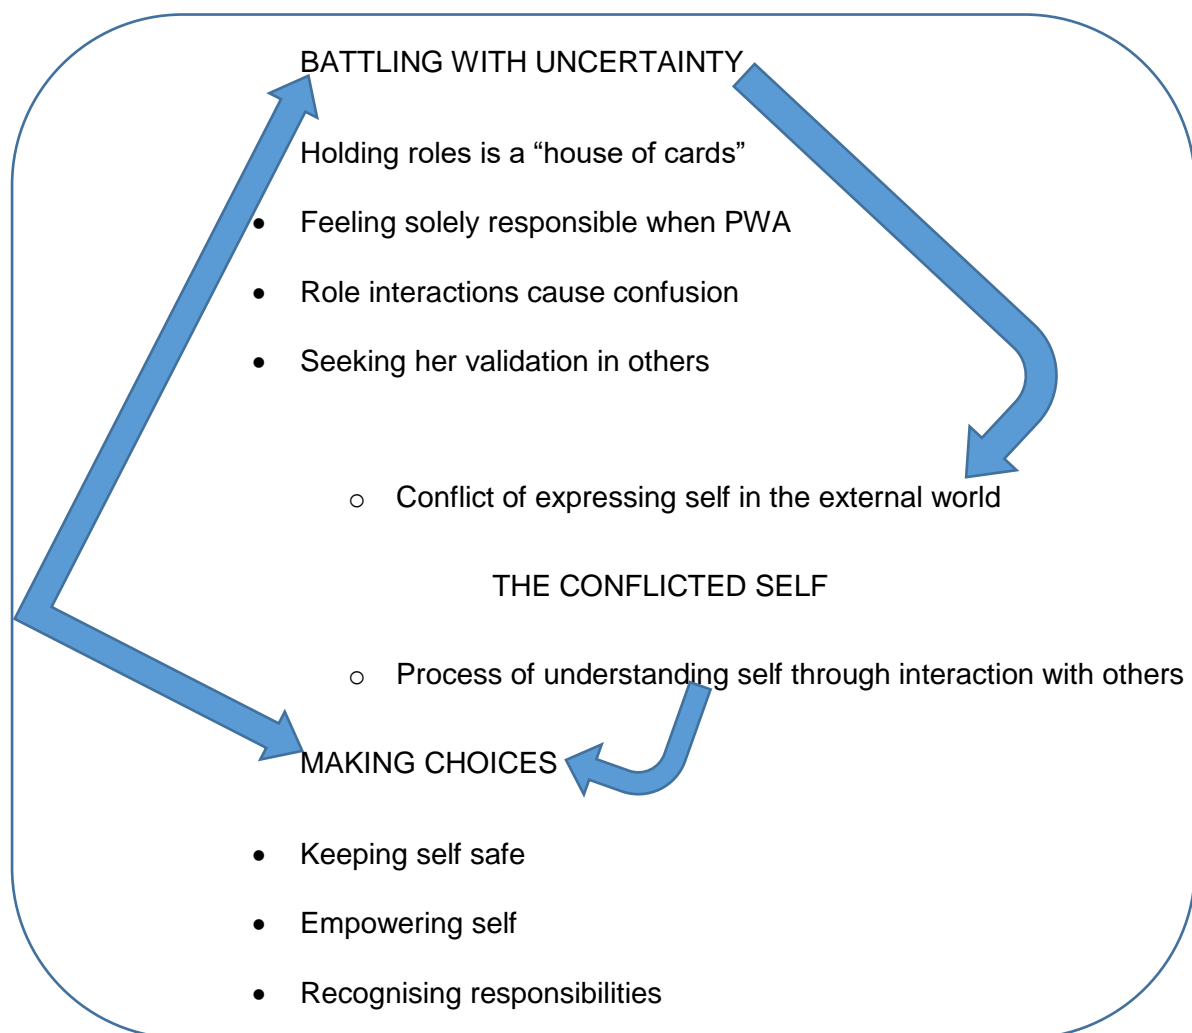 BATTLING WITH UNCERTAINTY
Holding roles is a “house of cards”
• Feeling solely responsible when PWA
• Role interactions cause confusion
• Seeking her validation in others
o Conflict of expressing self in the external world
THE CONFLICTED SELF
o Process of understanding self through interaction with others
MAKING CHOICES
• Keeping self safe
• Empowering self
• Recognising responsibilities